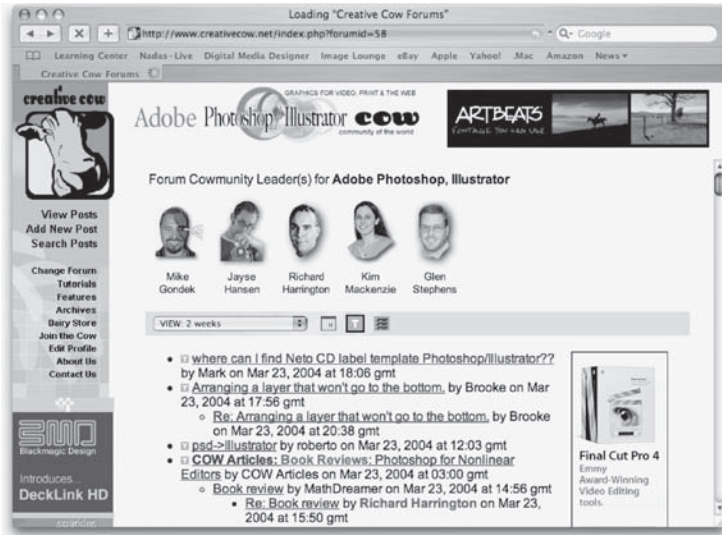 Loading "Creative Cow Forums"
http://www.creativecow.net/index.php?forumid=58
Google
Learning Center Nadas-Live Digital Media Designer Image Lounge eBay Apple Yahoo! .Mac Amazon News
Creative Cow Forums
creative cow
View Posts
Add New Post
Search Posts
Change Forum
Tutorials
Features
Archives
Dairy Store
Join the Cow
Edit Profile
About Us
Contact Us
Blackmagic Design
Introduces...
DeckLink HD
GRAPHICS FOR VIDEO, PRINT & THE WEB
Adobe Photoshop Illustrator cow
community of the world
ARTBEATS
FOOTAGE YOU CAN USE
Forum Cowmunity Leader(s) for Adobe Photoshop, Illustrator
Mike Gondek
Jayse Hansen
Richard Harrington
Kim Mackenzie
Glen Stephens
VIEW: 2 weeks
T
• where can I find Neto CD label template Photoshop/Illustrator??
by Mark on Mar 23, 2004 at 18:06 gmt
• Arranging a layer that won't go to the bottom. by Brooke on Mar
23, 2004 at 17:56 gmt
◦ Re: Arranging a layer that won't go to the bottom. by Brooke
on Mar 23, 2004 at 20:38 gmt
• psd->Illustrator by roberto on Mar 23, 2004 at 12:03 gmt
• COW Articles: Book Reviews: Photoshop for Nonlinear
Editors by COW Articles on Mar 23, 2004 at 03:00 gmt
◦ Book review by MathDreamer on Mar 23, 2004 at 14:56 gmt
▪ Re: Book review by Richard Harrington on Mar 23,
2004 at 15:50 gmt
Final Cut Pro 4
Emmy
Award-Winning
Video Editing
tools.